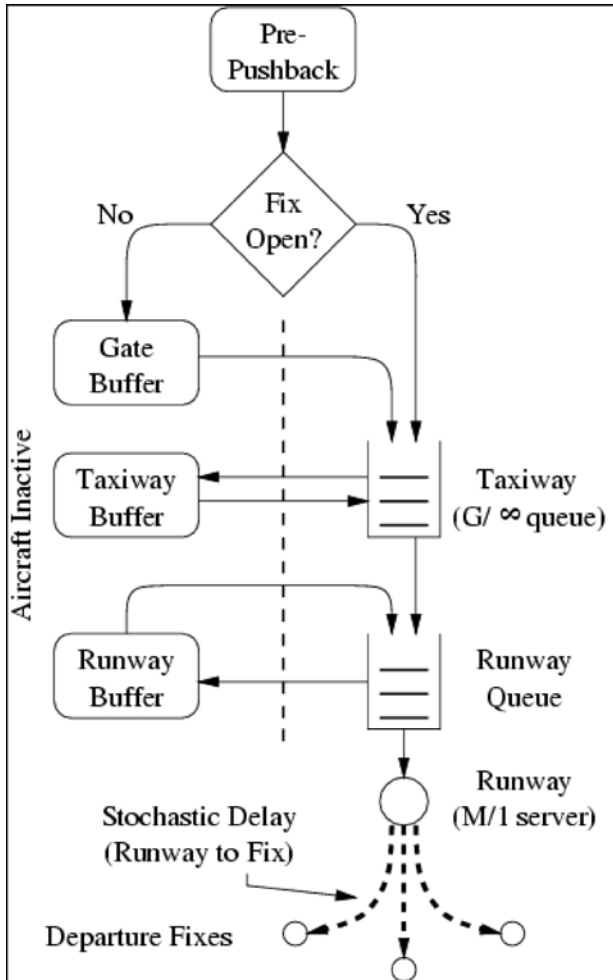 Pre-
Pushback
No
Fix
Open?
Yes
Gate
Buffer
Aircraft Inactive
Taxiway
Buffer
Taxiway
(G/ ∞ queue)
Runway
Buffer
Runway
Queue
Runway
(M/1 server)
Stochastic Delay
(Runway to Fix)
Departure Fixes